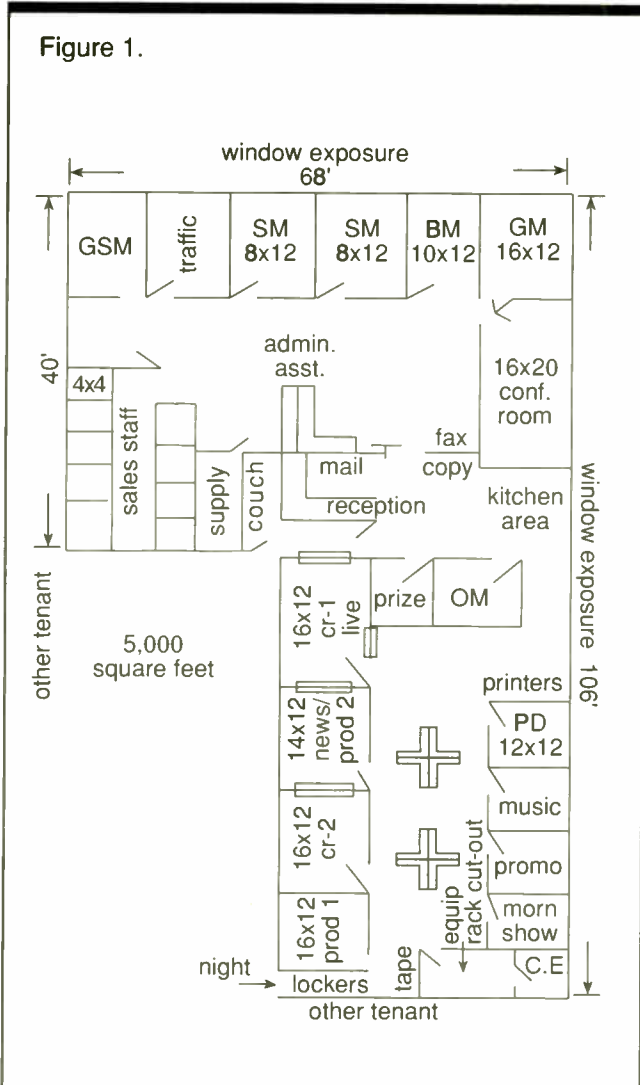 Figure 1.
window exposure
68'
GSM
traffic
SM
8x12
SM
8x12
BM
10x12
GM
16x12
40'
admin.
asst.
16x20
conf.
room
4x4
sales staff
supply
couch
mail
fax
copy
reception
kitchen
area
window exposure 106'
other tenant
5,000
square feet
16x12
cr-1
live
prize
OM
printers
14x12
news/
prod 2
PD
12x12
music
16x12
cr-2
promo
equip
rack cut-out
morn
show
16x12
prod 1
night
lockers
tape
C.E
other tenant